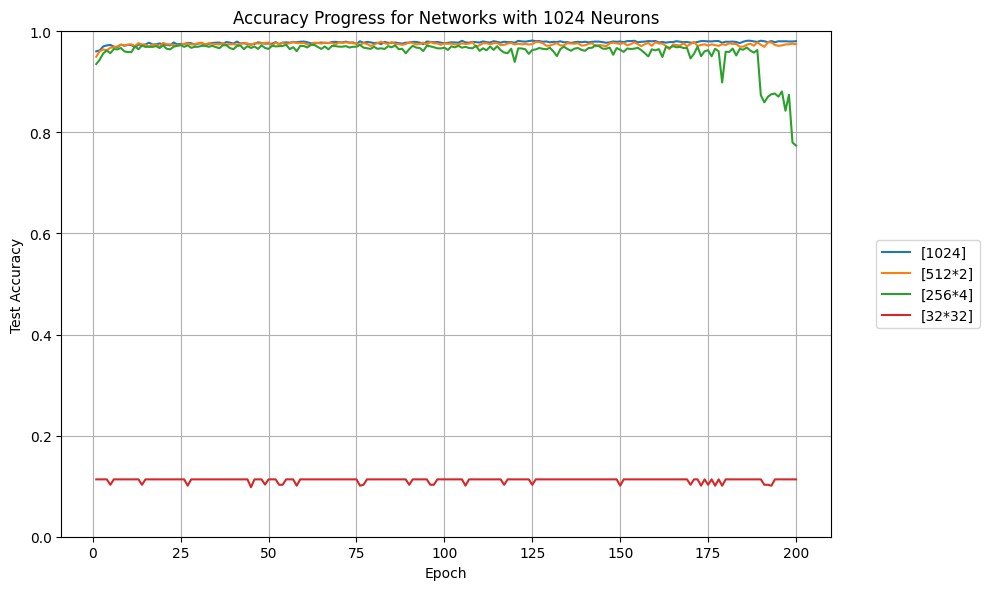 Accuracy Progress for Networks with 1024 Neurons
1.0
0.8
0.6
0.4
0.2
0.0
Test Accuracy
0 25 50 75 100 125 150 175 200
Epoch
[1024]
[512*2]
[256*4]
[32*32]